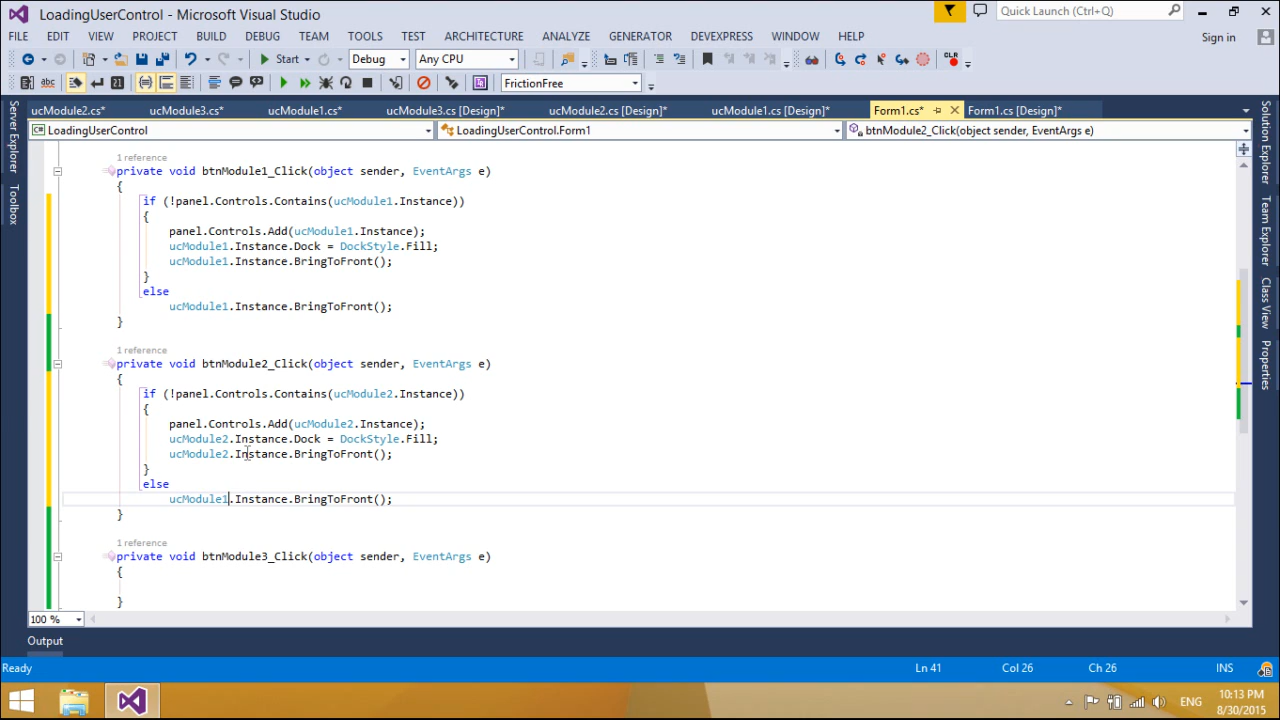 LoadingUserControl - Microsoft Visual Studio
Quick Launch (Ctrl+Q)
FILE EDIT VIEW PROJECT BUILD DEBUG TEAM TOOLS TEST ARCHITECTURE ANALYZE GENERATOR DEVEXPRESS WINDOW HELP Sign in
Start Debug Any CPU
abc 21 FrictionFree CLR
ucModule2.cs* ucModule3.cs* ucModule1.cs* ucModule3.cs [Design]* ucModule2.cs [Design]* ucModule1.cs [Design]* Form1.cs* Form1.cs [Design]*
LoadingUserControl LoadingUserControl.Form1 btnModule2_Click(object sender, EventArgs e)
Server Explorer
Toolbox
Solution Explorer
Team Explorer
Class View
Properties
1 reference
private void btnModule1_Click(object sender, EventArgs e)
{
if (!panel.Controls.Contains(ucModule1.Instance))
{
panel.Controls.Add(ucModule1.Instance);
ucModule1.Instance.Dock = DockStyle.Fill;
ucModule1.Instance.BringToFront();
}
else
ucModule1.Instance.BringToFront();
}
1 reference
private void btnModule2_Click(object sender, EventArgs e)
{
if (!panel.Controls.Contains(ucModule2.Instance))
{
panel.Controls.Add(ucModule2.Instance);
ucModule2.Instance.Dock = DockStyle.Fill;
ucModule2.Instance.BringToFront();
}
else
ucModule1.Instance.BringToFront();
}
1 reference
private void btnModule3_Click(object sender, EventArgs e)
{
}
100 %
Output
Ready Ln 41 Col 26 Ch 26 INS
ENG 10:13 PM
8/30/2015